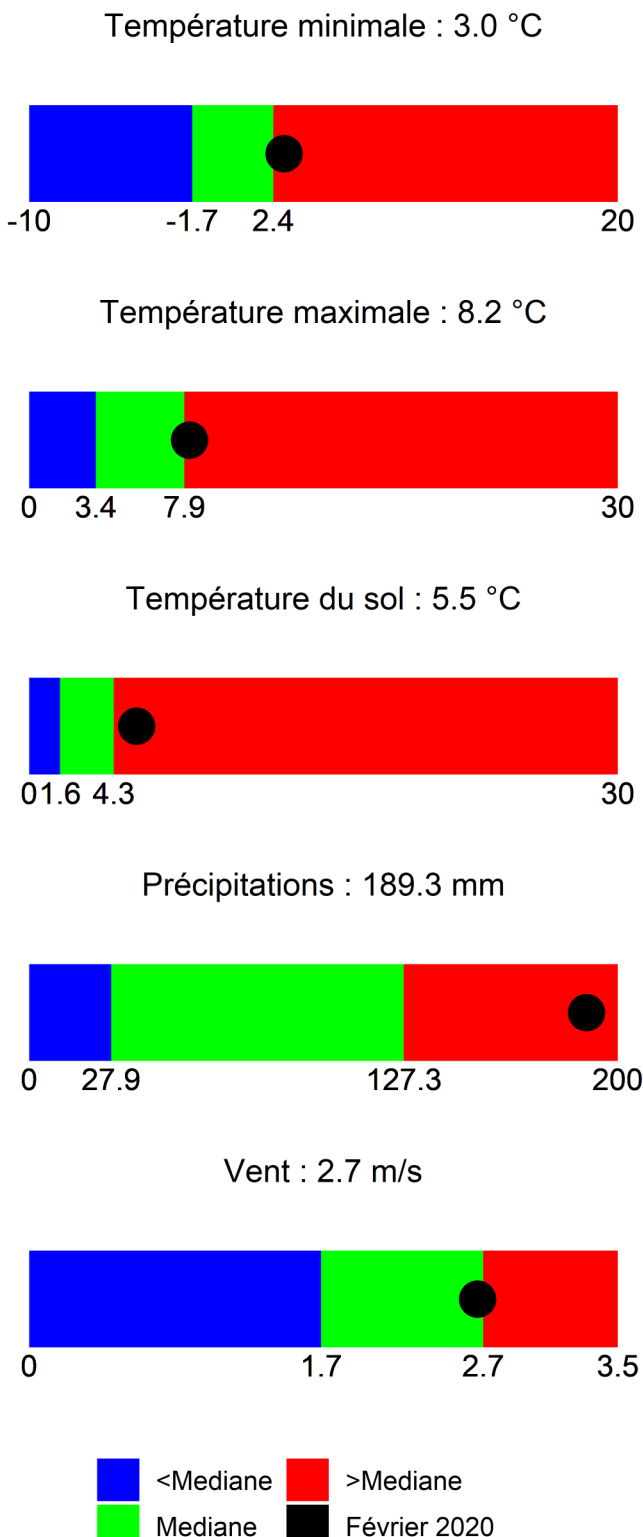 Température minimale : 3.0 °C
-10 -1.7 2.4 20
Température maximale : 8.2 °C
0 3.4 7.9 30
Température du sol : 5.5 °C
0 1.6 4.3 30
Précipitations : 189.3 mm
0 27.9 127.3 200
Vent : 2.7 m/s
0 1.7 2.7 3.5
<Mediane >Mediane
Mediane Février 2020